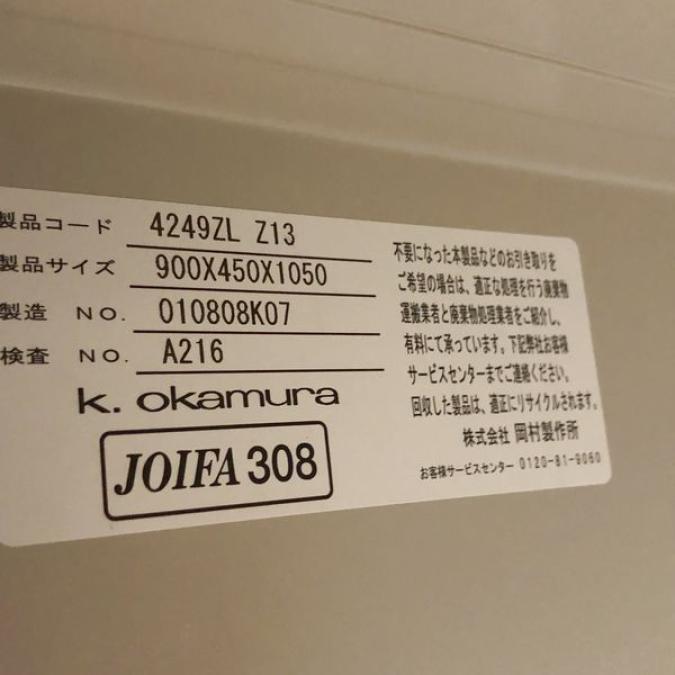 製品コード 4249ZL Z13
製品サイズ 900X450X1050
製造 NO. 010808K07
検査 NO. A216
k. okamura
JOIFA 308
不要になった本製品などのお引き取りを
ご希望の場合は、適正な処理を行う廃棄物
運搬業者と廃棄物処理業者をご紹介し、
有料にて承っています。下記弊社お客様
サービスセンターまでご連絡ください。
回収した製品は、適正にリサイクルされます。
株式会社 岡村製作所
お客様サービスセンター 0120-81-9060